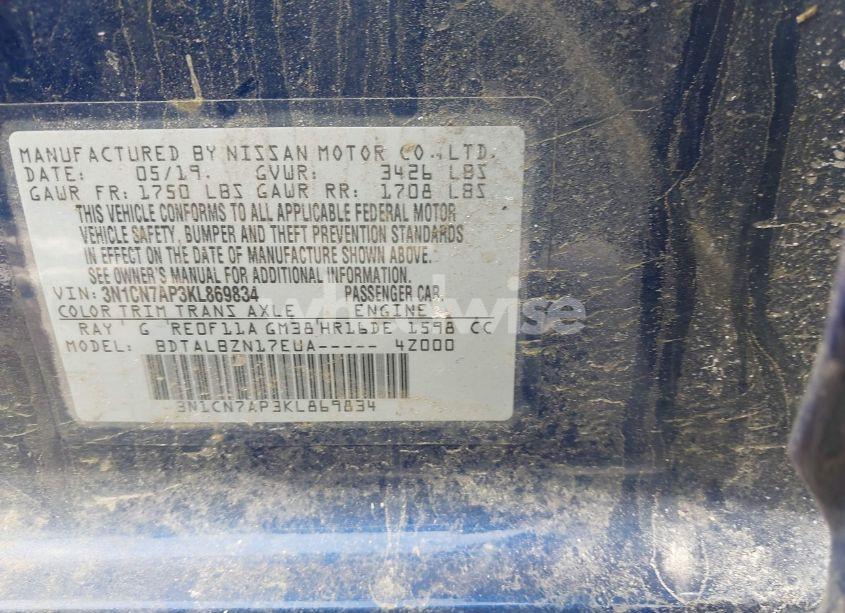 MANUFACTURED BY NISSAN MOTOR CO.,LTD.
DATE: 05/19. GVWR: 3426 LBS
GAWR FR: 1750 LBS GAWR RR: 1708 LBS
THIS VEHICLE CONFORMS TO ALL APPLICABLE FEDERAL MOTOR
VEHICLE SAFETY, BUMPER AND THEFT PREVENTION STANDARDS
IN EFFECT ON THE DATE OF MANUFACTURE SHOWN ABOVE.
SEE OWNER'S MANUAL FOR ADDITIONAL INFORMATION.
VIN: 3N1CN7AP3KL869834 PASSENGER CAR.
COLOR TRIM TRANS AXLE ENGINE
RAY G RE0F11A GM38 HR16DE 1598 CC
MODEL: BDTALBZN17EUA----- 4Z000
3N1CN7AP3KL869834